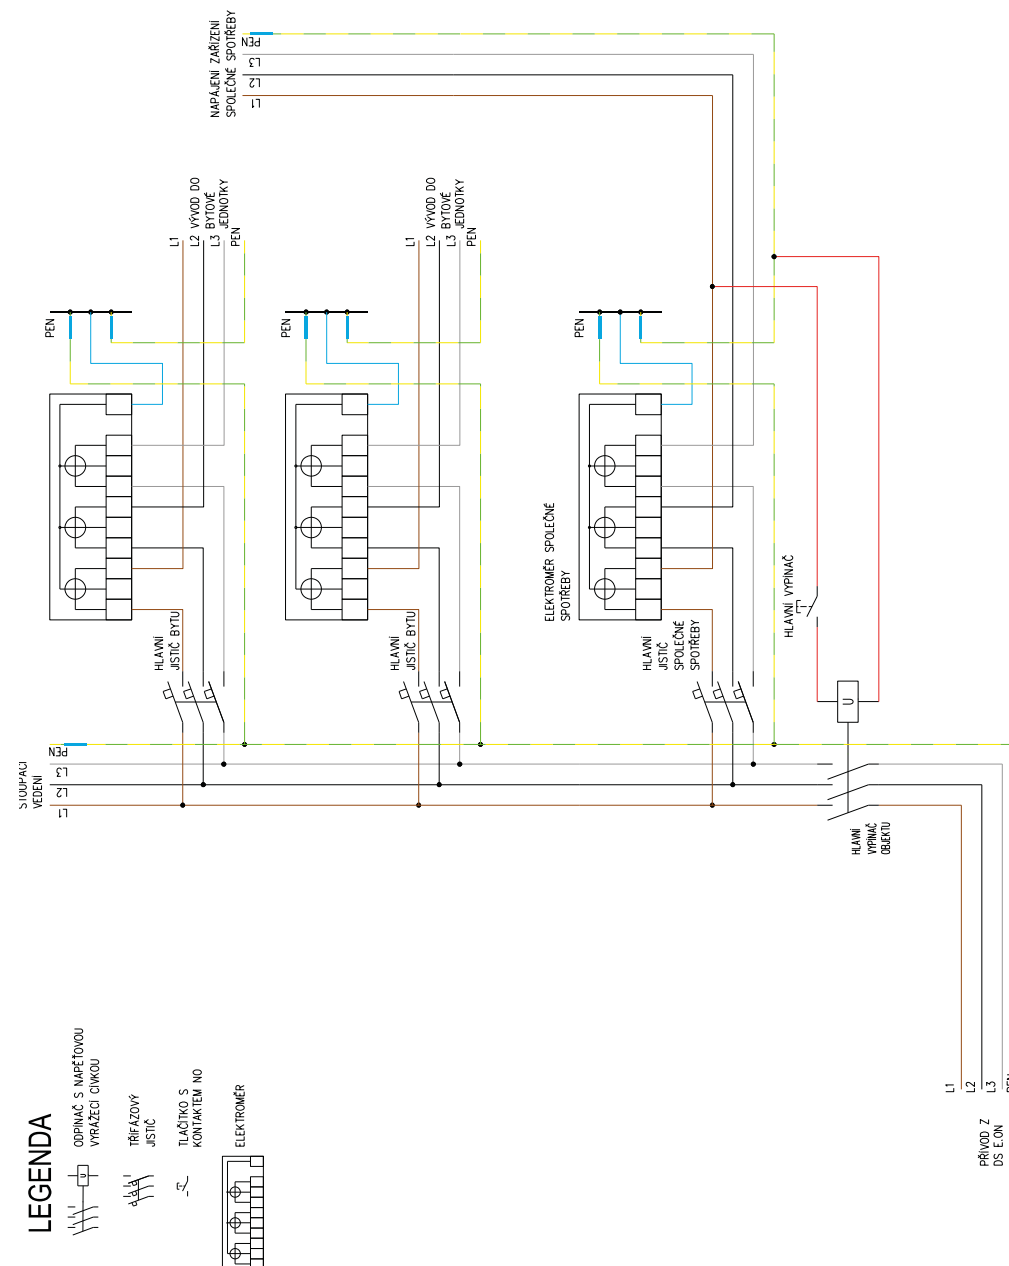 NAPÁJENÍ ZAŘÍZENÍ
SPOLEČNÉ SPOTŘEBY
PEN
L3
L2
L1
L1
L2 VÝVOD DO
BYTOVÉ
L3 JEDNOTKY
PEN
L1
L2 VÝVOD DO
BYTOVÉ
L3 JEDNOTKY
PEN
PEN
PEN
PEN
ELEKTROMĚR SPOLEČNÉ
SPOTŘEBY
HLAVNÍ
JISTIČ BYTU
HLAVNÍ
JISTIČ BYTU
HLAVNÍ
JISTIČ
SPOLEČNÉ
SPOTŘEBY
HLAVNÍ VYPÍNAČ
U
STOUPACÍ
VEDENÍ
PEN
L3
L2
L1
HLAVNÍ
VYPÍNAČ
OBJEKTU
L1
L2
L3
PEN
PŘÍVOD Z
DS E.ON
LEGENDA
U
ODPÍNAČ S NAPĚŤOVOU
VYRÁŽECÍ CÍVKOU
TŘÍFÁZOVÝ
JISTIČ
TLAČÍTKO S
KONTAKTEM NO
ELEKTROMĚR